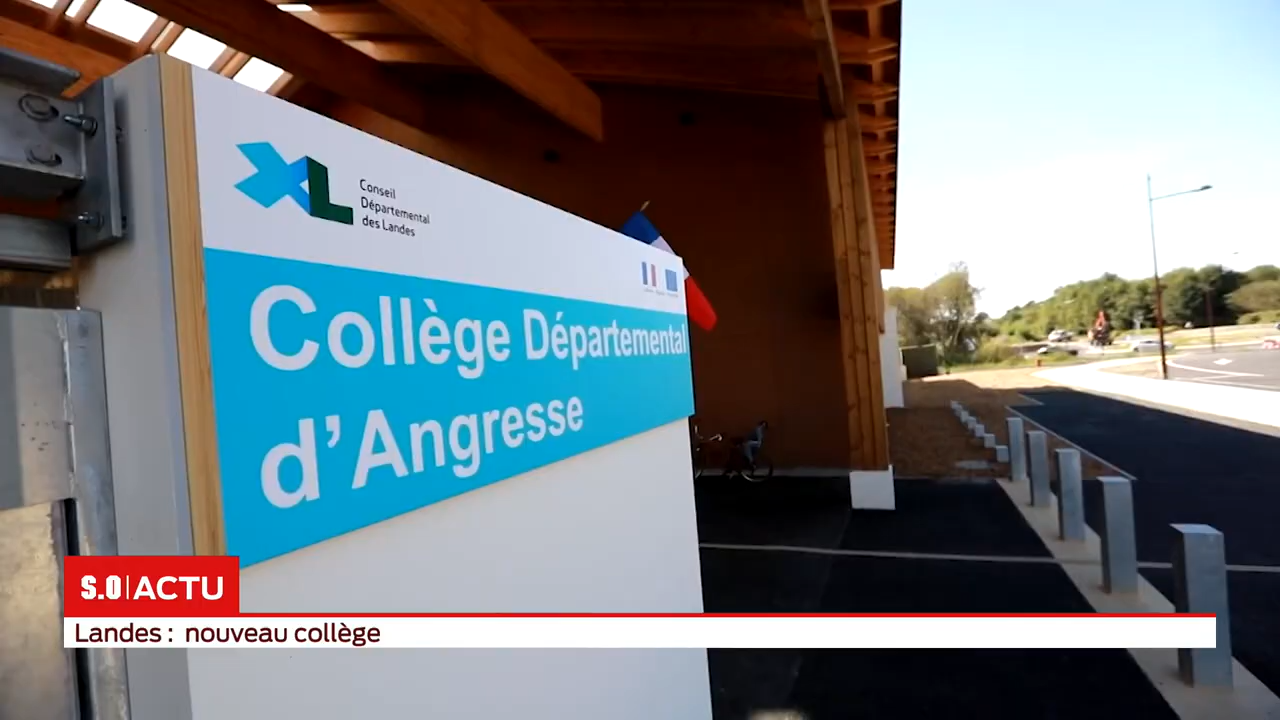 XL
Conseil
Départemental
des Landes
Collège Départemental
d'Angresse
S.O ACTU
Landes : nouveau collège